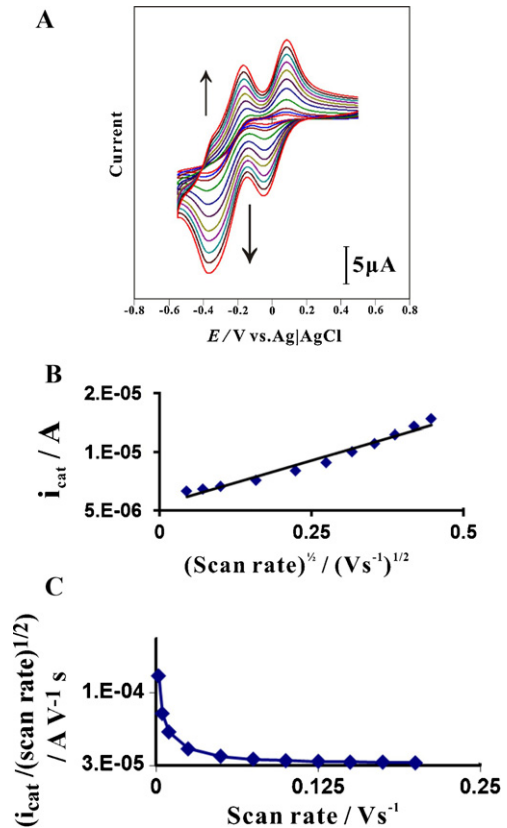 A
Current
5µA
-0.8 -0.6 -0.4 -0.2 0 0.2 0.4 0.6 0.8
E/V vs.Ag|AgCl
B
2.E-05
1.E-05
5.E-06
i_cat / A
0 0.25 0.5
(Scan rate)^½ / (Vs⁻¹)^1/2
C
(i_cat /(scan rate)^1/2)
/ A V⁻¹ s
1.E-04
3.E-05
0 0.125 0.25
Scan rate / Vs⁻¹